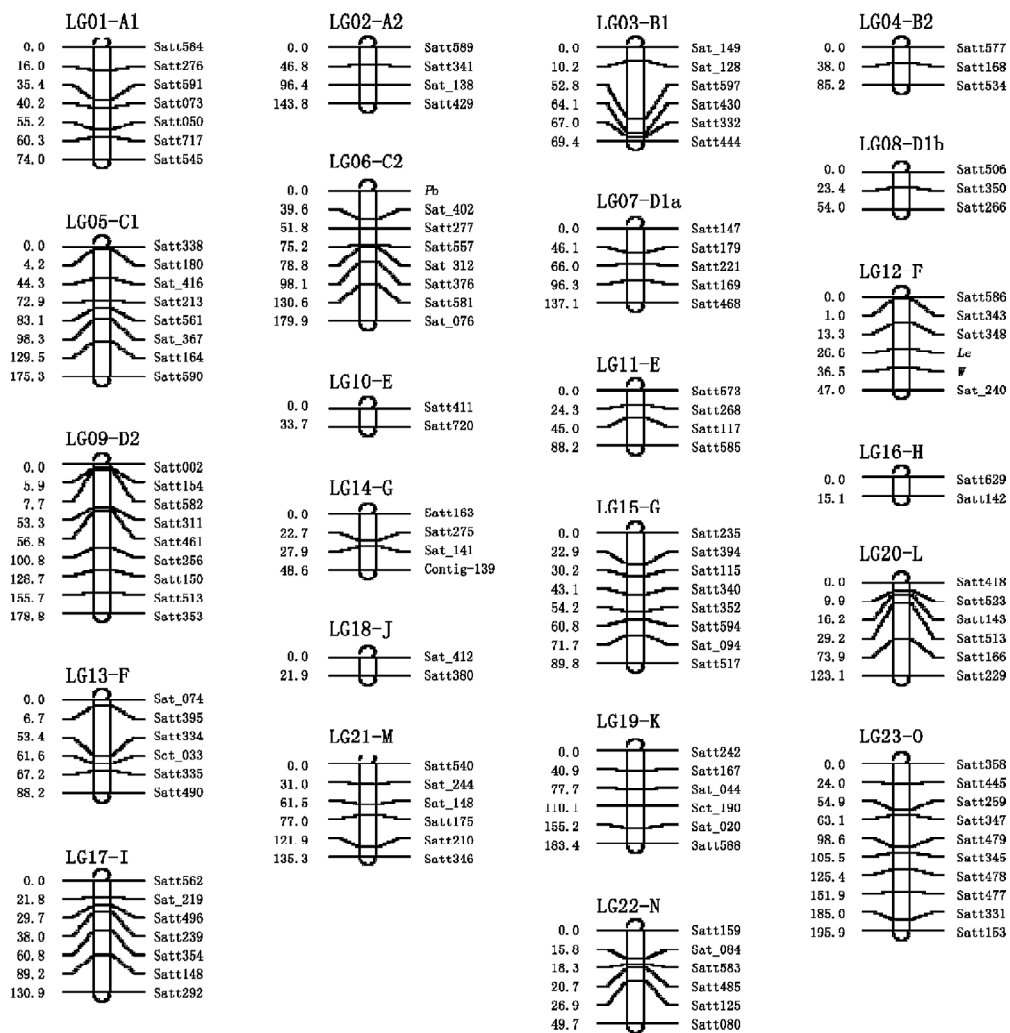 LG01-A1
0.0 Satt564
16.0 Satt276
35.4 Satt591
40.2 Satt073
55.2 Satt050
60.3 Satt717
74.0 Satt545
LG02-A2
0.0 Satt589
46.8 Satt341
96.4 Sat_138
143.8 Satt429
LG03-B1
0.0 Sat_149
10.2 Sat_128
52.8 Satt597
64.1 Satt430
67.0 Satt332
69.4 Satt444
LG04-B2
0.0 Satt577
38.0 Satt168
85.2 Satt534
LG05-C1
0.0 Satt338
4.2 Satt180
44.3 Sat_416
72.9 Satt213
83.1 Satt561
98.3 Sat_367
129.5 Satt164
175.3 Satt590
LG06-C2
0.0 Pb
39.6 Sat_402
51.8 Satt277
75.2 Satt557
78.8 Sat_312
98.1 Satt376
130.6 Satt581
179.9 Sat_076
LG07-D1a
0.0 Satt147
46.1 Satt179
66.0 Satt221
96.3 Satt169
137.1 Satt468
LG08-D1b
0.0 Satt506
23.4 Satt350
54.0 Satt266
LG09-D2
0.0 Satt002
5.9 Satt154
7.7 Satt582
53.3 Satt311
56.8 Satt461
100.8 Satt256
128.7 Satt150
155.7 Satt513
178.8 Satt353
LG10-E
0.0 Satt411
33.7 Satt720
LG11-E
0.0 Satt573
24.3 Satt268
45.0 Satt117
88.2 Satt585
LG12-F
0.0 Satt586
1.0 Satt343
13.3 Satt348
26.6 Le
36.5 W
47.0 Sat_240
LG13-F
0.0 Sat_074
6.7 Satt395
53.4 Satt334
61.6 Sct_033
67.2 Satt335
88.2 Satt490
LG14-G
0.0 Satt163
22.7 Satt275
27.9 Sat_141
48.6 Contig-139
LG15-G
0.0 Satt235
22.9 Satt394
30.2 Satt115
43.1 Satt340
54.2 Satt352
60.8 Satt594
71.7 Sat_094
89.8 Satt517
LG16-H
0.0 Satt629
15.1 Satt142
LG17-I
0.0 Satt562
21.8 Sat_219
29.7 Satt496
38.0 Satt239
60.8 Satt354
89.2 Satt148
130.9 Satt292
LG18-J
0.0 Sat_412
21.9 Satt380
LG19-K
0.0 Satt242
40.9 Satt167
77.7 Sat_044
110.1 Sct_190
155.2 Sat_020
183.4 Satt588
LG20-L
0.0 Satt418
9.9 Satt523
16.2 Satt143
29.2 Satt513
73.9 Satt166
123.1 Satt229
LG21-M
0.0 Satt540
31.0 Sat_244
61.5 Sat_148
77.0 Satt175
121.9 Satt210
135.3 Satt346
LG22-N
0.0 Satt159
15.8 Sat_084
18.3 Satt583
20.7 Satt485
26.9 Satt125
49.7 Satt080
LG23-O
0.0 Satt358
24.0 Satt445
54.9 Satt259
63.1 Satt347
98.6 Satt479
105.5 Satt345
125.4 Satt478
151.9 Satt477
185.0 Satt331
195.9 Satt153